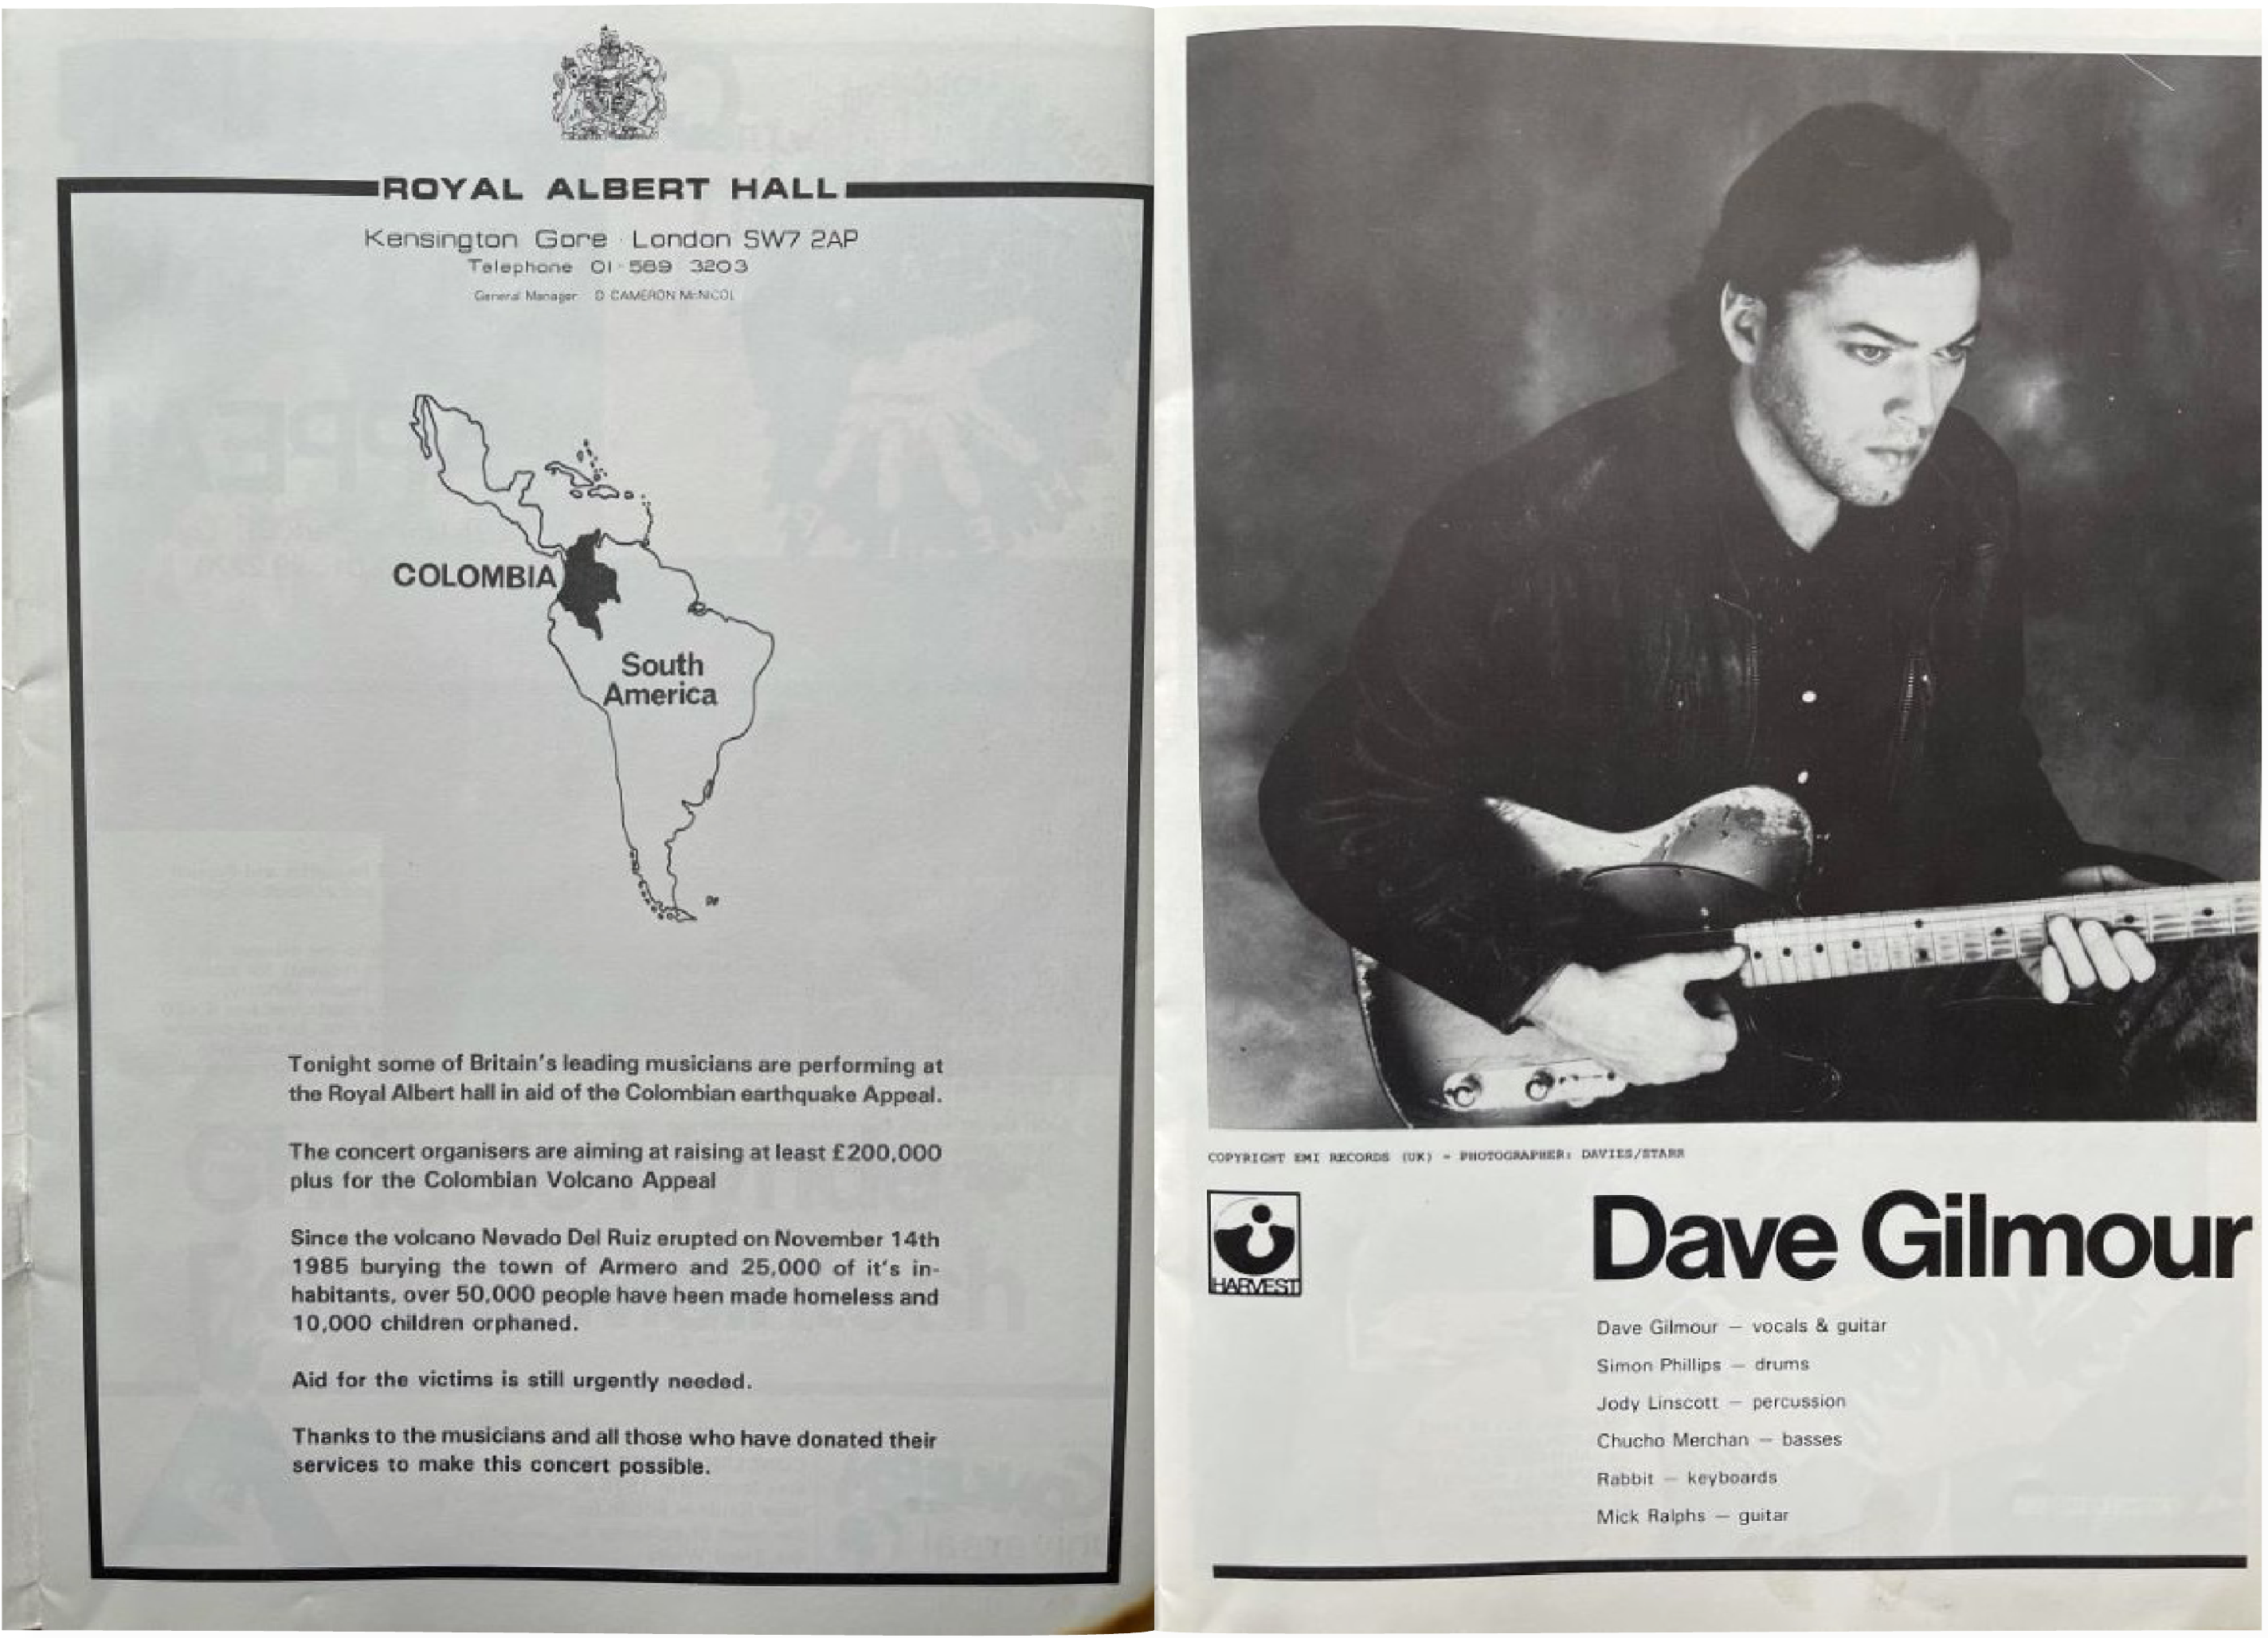 ROYAL ALBERT HALL
Kensington Gore · London SW7 2AP
Telephone 01-589 3203
General Manager D CAMERON McNICOL
COLOMBIA
South
America
Tonight some of Britain's leading musicians are performing at
the Royal Albert hall in aid of the Colombian earthquake Appeal.
The concert organisers are aiming at raising at least £200,000
plus for the Colombian Volcano Appeal
Since the volcano Nevado Del Ruiz erupted on November 14th
1985 burying the town of Armero and 25,000 of it's in-
habitants, over 50,000 people have been made homeless and
10,000 children orphaned.
Aid for the victims is still urgently needed.
Thanks to the musicians and all those who have donated their
services to make this concert possible.
COPYRIGHT EMI RECORDS (UK) - PHOTOGRAPHER: DAVIES/STARR
HARVEST
Dave Gilmour
Dave Gilmour — vocals & guitar
Simon Phillips — drums
Jody Linscott — percussion
Chucho Merchan — basses
Rabbit — keyboards
Mick Ralphs — guitar